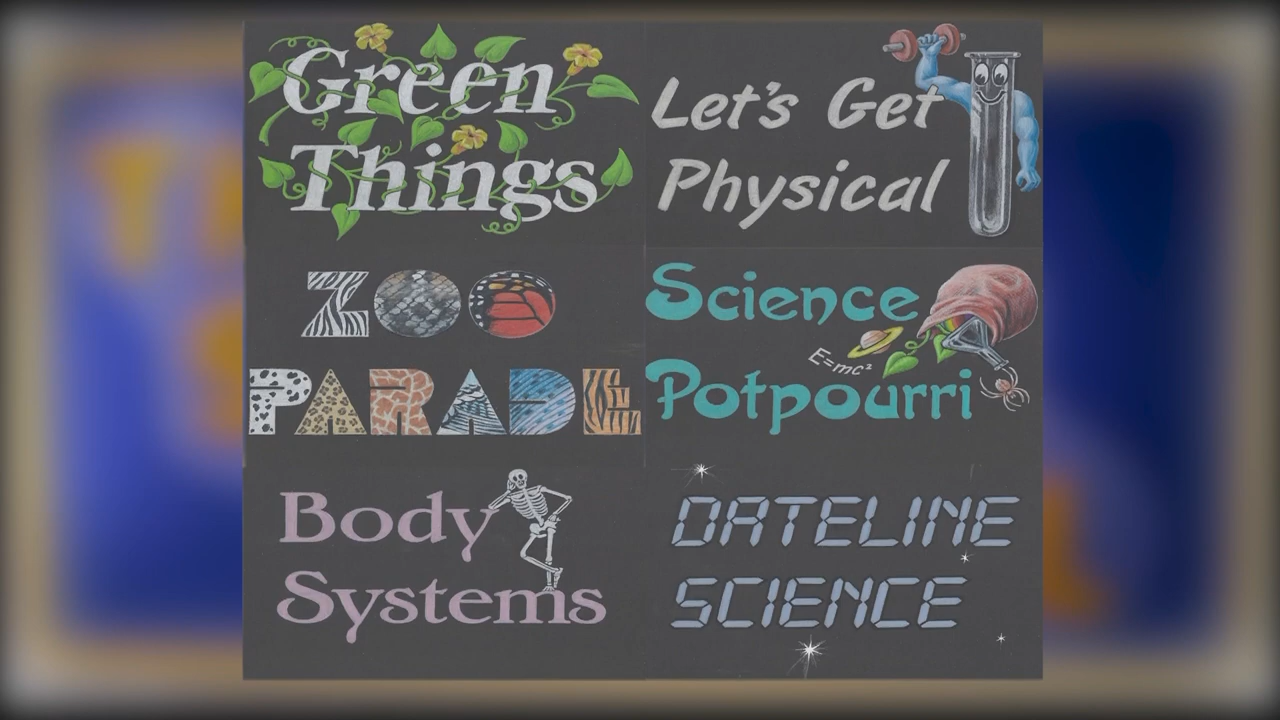 Green
Things
Let's Get
Physical
ZOO
PARADE
Science
E=mc²
Potpourri
Body
Systems
DATELINE
SCIENCE